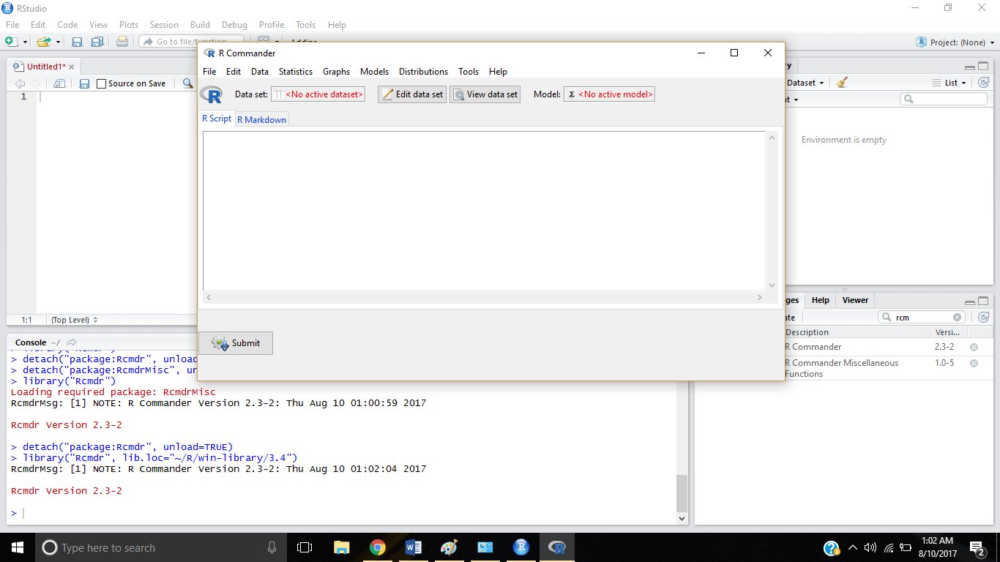 RStudio
File Edit Code View Plots Session Build Debug Profile Tools Help
Go to file/function
Project: (None)
Untitled1*
Source on Save
1
1:1 (Top Level)
R Commander
File Edit Data Statistics Graphs Models Distributions Tools Help
R Data set: <No active dataset> Edit data set View data set Model: Σ <No active model>
R Script R Markdown
Submit
Dataset List
Environment is empty
Help Viewer
rcm
Description Versi...
R Commander 2.3-2
R Commander Miscellaneous 1.0-5
Functions
Console ~/
> detach("package:Rcmdr", unload
> detach("package:RcmdrMisc", un
> library("Rcmdr")
Loading required package: RcmdrMisc
RcmdrMsg: [1] NOTE: R Commander Version 2.3-2: Thu Aug 10 01:00:59 2017
Rcmdr Version 2.3-2
> detach("package:Rcmdr", unload=TRUE)
> library("Rcmdr", lib.loc="~/R/win-library/3.4")
RcmdrMsg: [1] NOTE: R Commander Version 2.3-2: Thu Aug 10 01:02:04 2017
Rcmdr Version 2.3-2
>
Type here to search
1:02 AM
8/10/2017
2